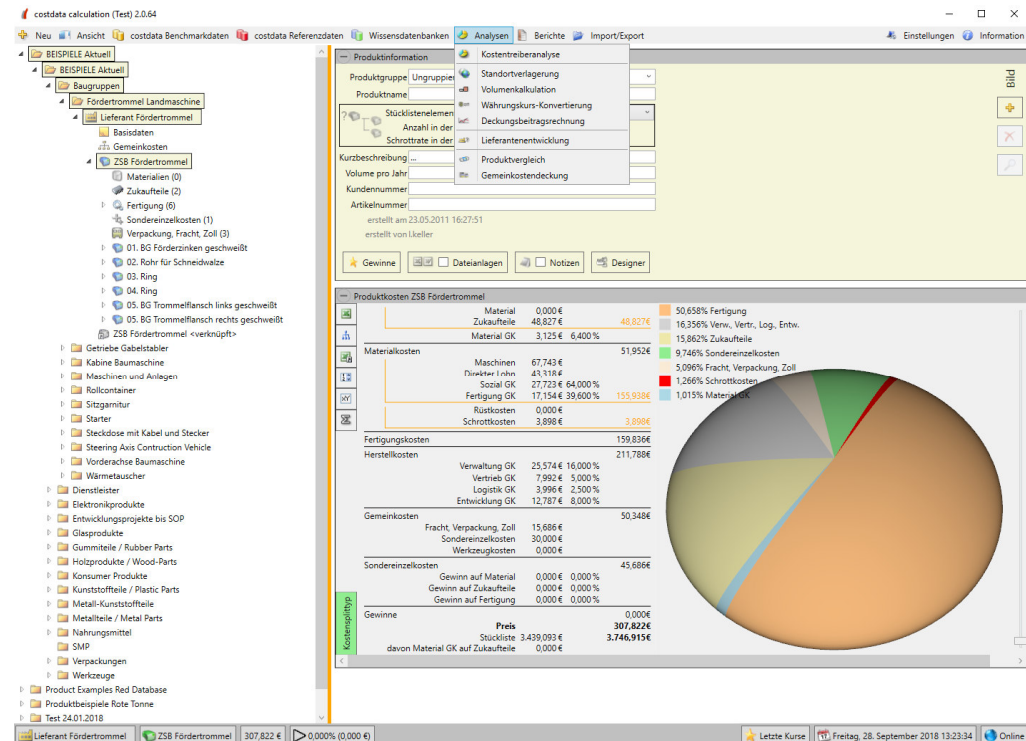 costdata calculation (Test) 2.0.64
Neu Ansicht costdata Benchmarkdaten costdata Referenzdaten Wissensdatenbanken Analysen Berichte Import/Export Einstellungen Information
BEISPIELE Aktuell
BEISPIELE Aktuell
Baugruppen
Fördertrommel Landmaschine
Lieferant Fördertrommel
Basisdaten
Gemeinkosten
ZSB Fördertrommel
Materialien (0)
Zukaufteile (2)
Fertigung (6)
Sondereinzelkosten (1)
Verpackung, Fracht, Zoll (3)
01. BG Förderzinken geschweißt
02. Rohr für Schneidwalze
03. Ring
04. Ring
05. BG Trommelflansch links geschweißt
05. BG Trommelflansch rechts geschweißt
ZSB Fördertrommel <verknüpft>
Getriebe Gabelstabler
Kabine Baumaschine
Maschinen und Anlagen
Rollcontainer
Sitzgarnitur
Starter
Steckdose mit Kabel und Stecker
Steering Axis Contruction Vehicle
Vorderachse Baumaschine
Wärmetauscher
Dienstleister
Elektronikprodukte
Entwicklungsprojekte bis SOP
Glasprodukte
Gummiteile / Rubber Parts
Holzprodukte / Wood-Parts
Konsumer Produkte
Kunststoffteile / Plastic Parts
Metall-Kunststoffteile
Metallteile / Metal Parts
Nahrungsmittel
SMP
Verpackungen
Werkzeuge
Product Examples Red Database
Produktbeispiele Rote Tonne
Test 24.01.2018
Produktinformation
Produktgruppe Ungruppier
Produktname
Stücklistenelemen
Anzahl in der
Schrottrate in der
Kurzbeschreibung ...
Volume pro Jahr
Kundennummer
Artikelnummer
erstellt am 23.05.2011 16:27:51
erstellt von l.keller
Gewinne Dateianlagen Notizen Designer
Bild
Kostentreiberanalyse
Standortverlagerung
Volumenkalkulation
Währungskurs-Konvertierung
Deckungsbeitragsrechnung
Lieferantenentwicklung
Produktvergleich
Gemeinkostendeckung
Produktkosten ZSB Fördertrommel
Material 0,000 €
Zukaufteile 48,827 € 48,827€
Material GK 3,125 € 6,400 %
Materialkosten 51,952€
Maschinen 67,743 €
Direkter Lohn 43,318 €
Sozial GK 27,723 € 64,000 %
Fertigung GK 17,154 € 39,600 % 155,938€
Rüstkosten 0,000 €
Schrottkosten 3,898 € 3,898€
Fertigungskosten 159,836€
Herstellkosten 211,788€
Verwaltung GK 25,574 € 16,000 %
Vertrieb GK 7,992 € 5,000 %
Logistik GK 3,996 € 2,500 %
Entwicklung GK 12,787 € 8,000 %
Gemeinkosten 50,348€
Fracht, Verpackung, Zoll 15,686 €
Sondereinzelkosten 30,000 €
Werkzeugkosten 0,000 €
Sondereinzelkosten 45,686€
Gewinn auf Material 0,000 € 0,000 %
Gewinn auf Zukaufteile 0,000 € 0,000 %
Gewinn auf Fertigung 0,000 € 0,000 %
Gewinne 0,000€
Preis 307,822€
Stückliste 3.439,093 € 3.746,915€
davon Material GK auf Zukaufteile 0,000 €
Kostensplittyp
50,658% Fertigung
16,356% Verw., Vertr., Log., Entw.
15,862% Zukaufteile
9,746% Sondereinzelkosten
5,096% Fracht, Verpackung, Zoll
1,266% Schrottkosten
1,015% Material GK
Lieferant Fördertrommel ZSB Fördertrommel 307,822 € 0,000% (0,000 €) Letzte Kurse Freitag, 28. September 2018 13:23:34 Online